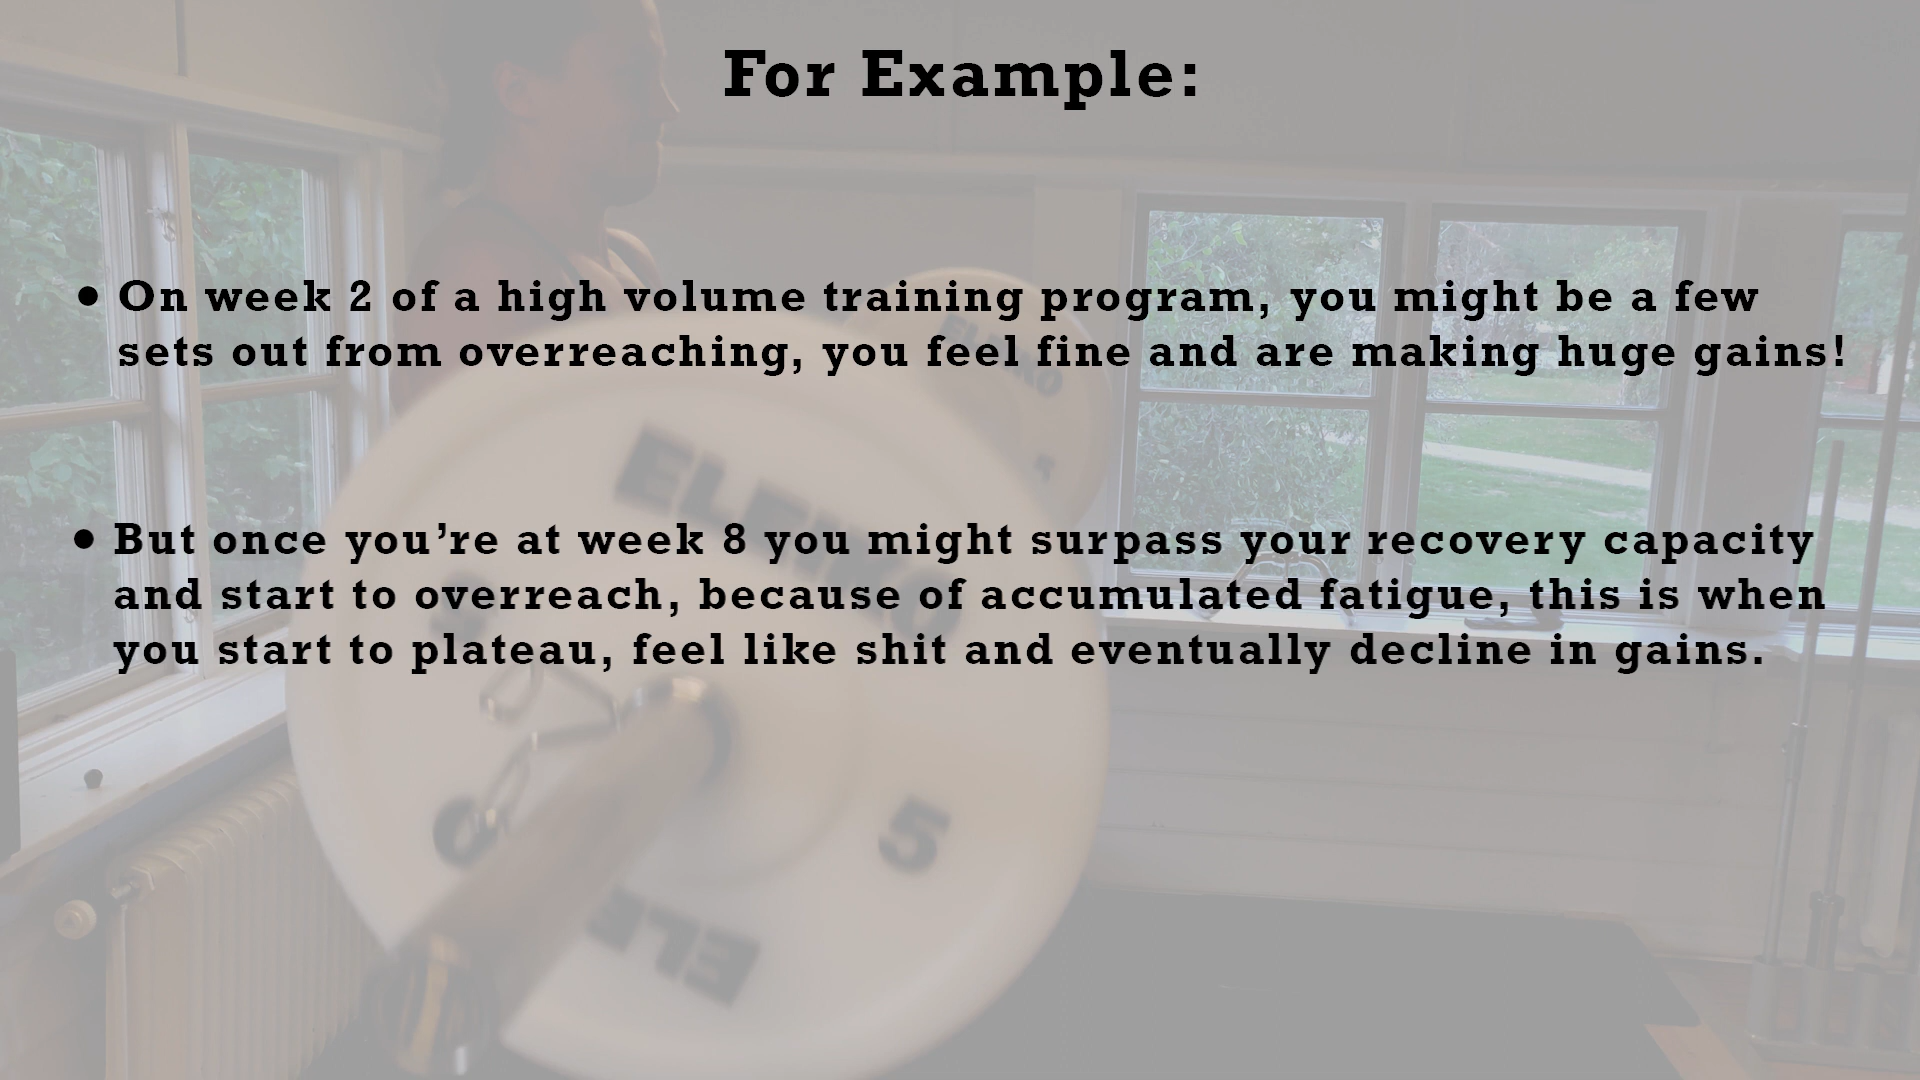 For Example:
• On week 2 of a high volume training program, you might be a few
sets out from overreaching, you feel fine and are making huge gains!
• But once you’re at week 8 you might surpass your recovery capacity
and start to overreach, because of accumulated fatigue, this is when
you start to plateau, feel like shit and eventually decline in gains.
ELEIKO
5